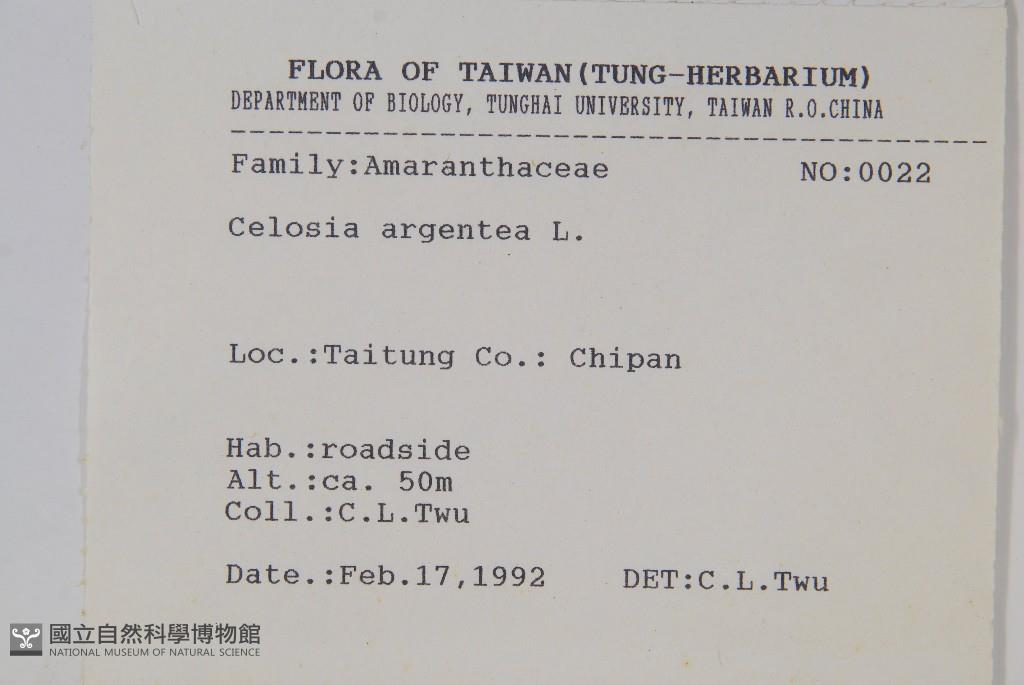 FLORA OF TAIWAN(TUNG-HERBARIUM)
DEPARTMENT OF BIOLOGY, TUNGHAI UNIVERSITY, TAIWAN R.O.CHINA
Family:Amaranthaceae NO:0022
Celosia argentea L.
Loc.:Taitung Co.: Chipan
Hab.:roadside
Alt.:ca. 50m
Coll.:C.L.Twu
Date.:Feb.17,1992 DET:C.L.Twu
國立自然科學博物館
NATIONAL MUSEUM OF NATURAL SCIENCE